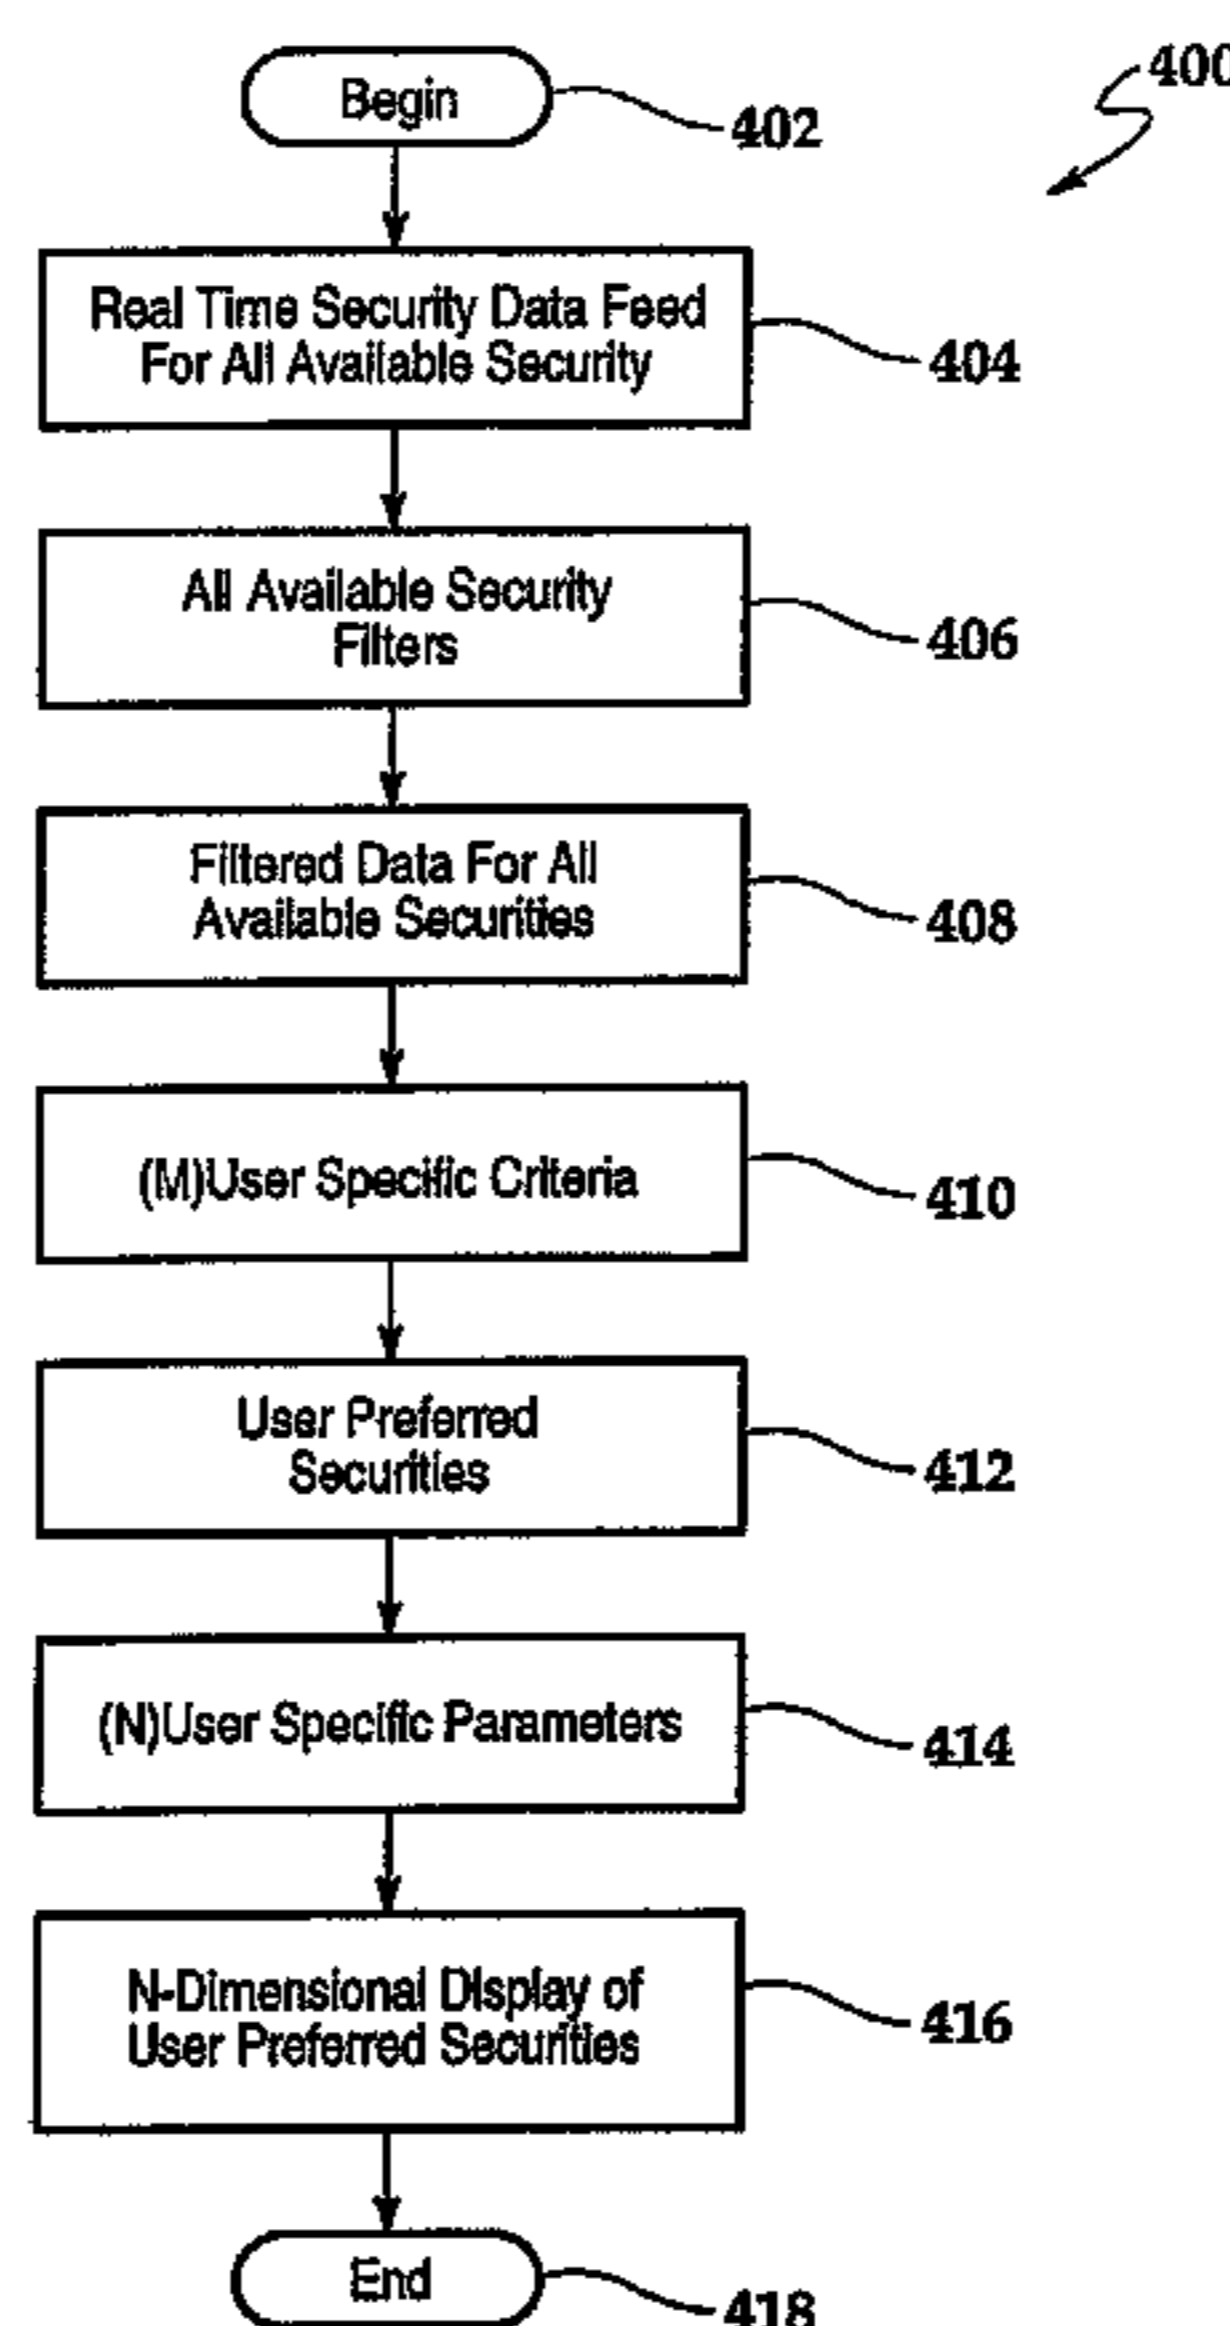 Begin
402
400
Real Time Security Data Feed
For All Available Security
404
All Available Security
Filters
406
Filtered Data For All
Available Securities
408
(M)User Specific Criteria
410
User Preferred
Securities
412
(N)User Specific Parameters
414
N-Dimensional Display of
User Preferred Securities
416
End
418